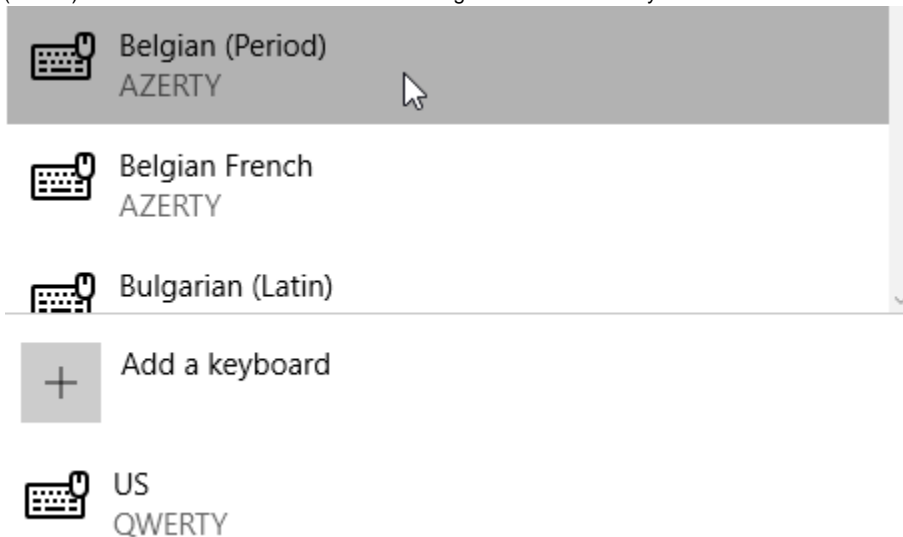 Belgian (Period)
AZERTY
Belgian French
AZERTY
Bulgarian (Latin)
Add a keyboard
US
QWERTY